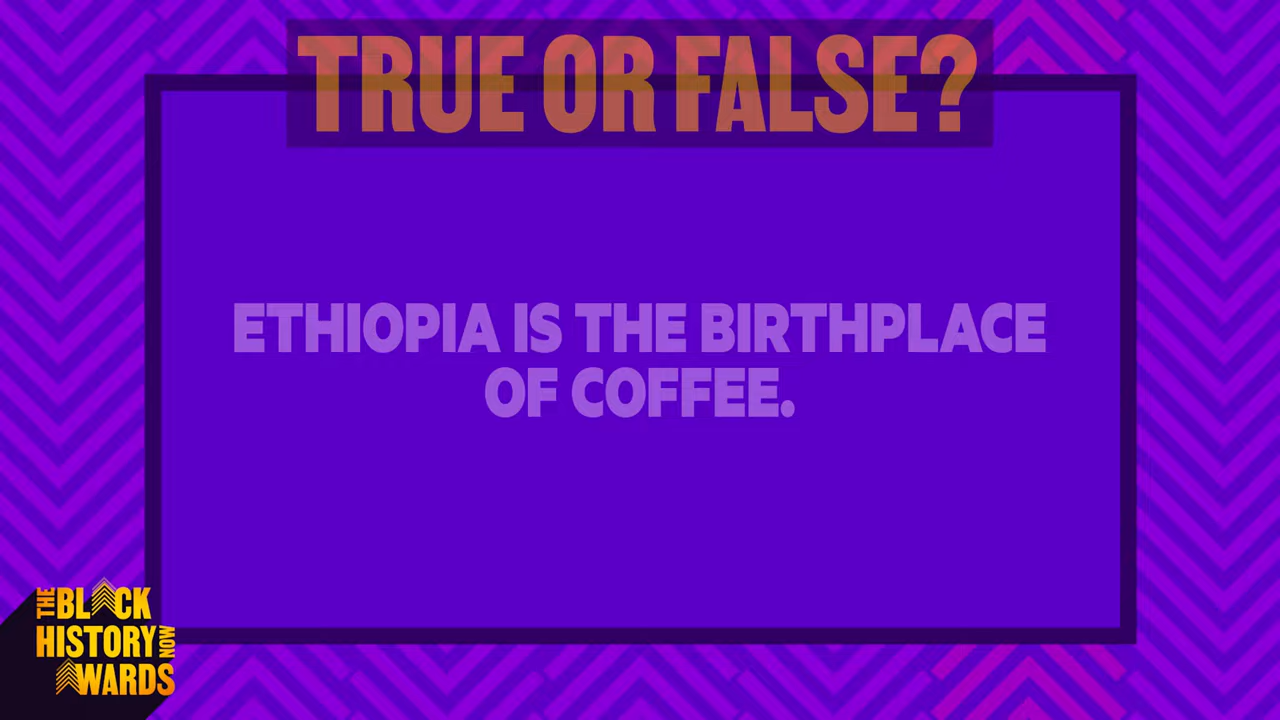 TRUE OR FALSE?
ETHIOPIA IS THE BIRTHPLACE
OF COFFEE.
THE BLACK
HISTORY NOW
AWARDS